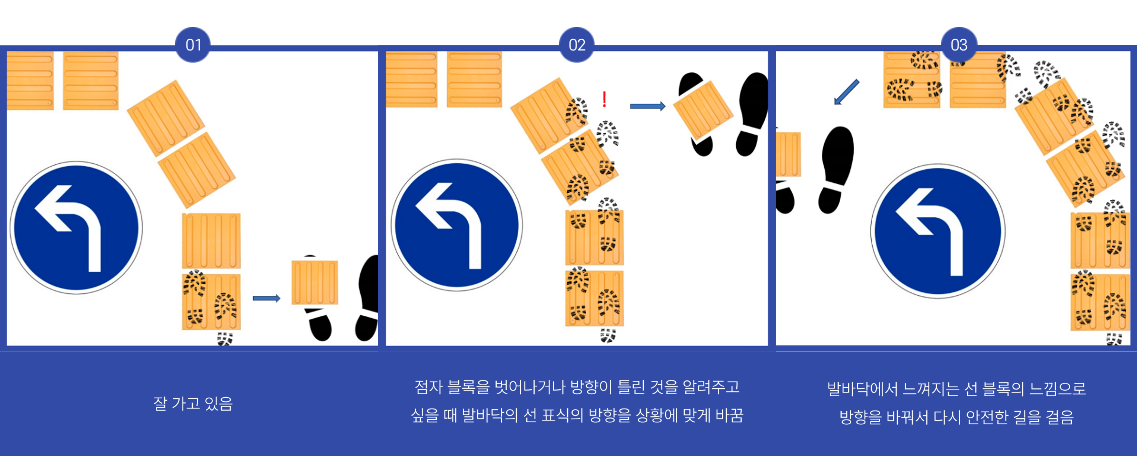 01
02
03
!
잘 가고 있음
점자 블록을 벗어나거나 방향이 틀린 것을 알려주고
싶을 때 발바닥의 선 표식의 방향을 상황에 맞게 바꿈
발바닥에서 느껴지는 선 블록의 느낌으로
방향을 바꿔서 다시 안전한 길을 걸음